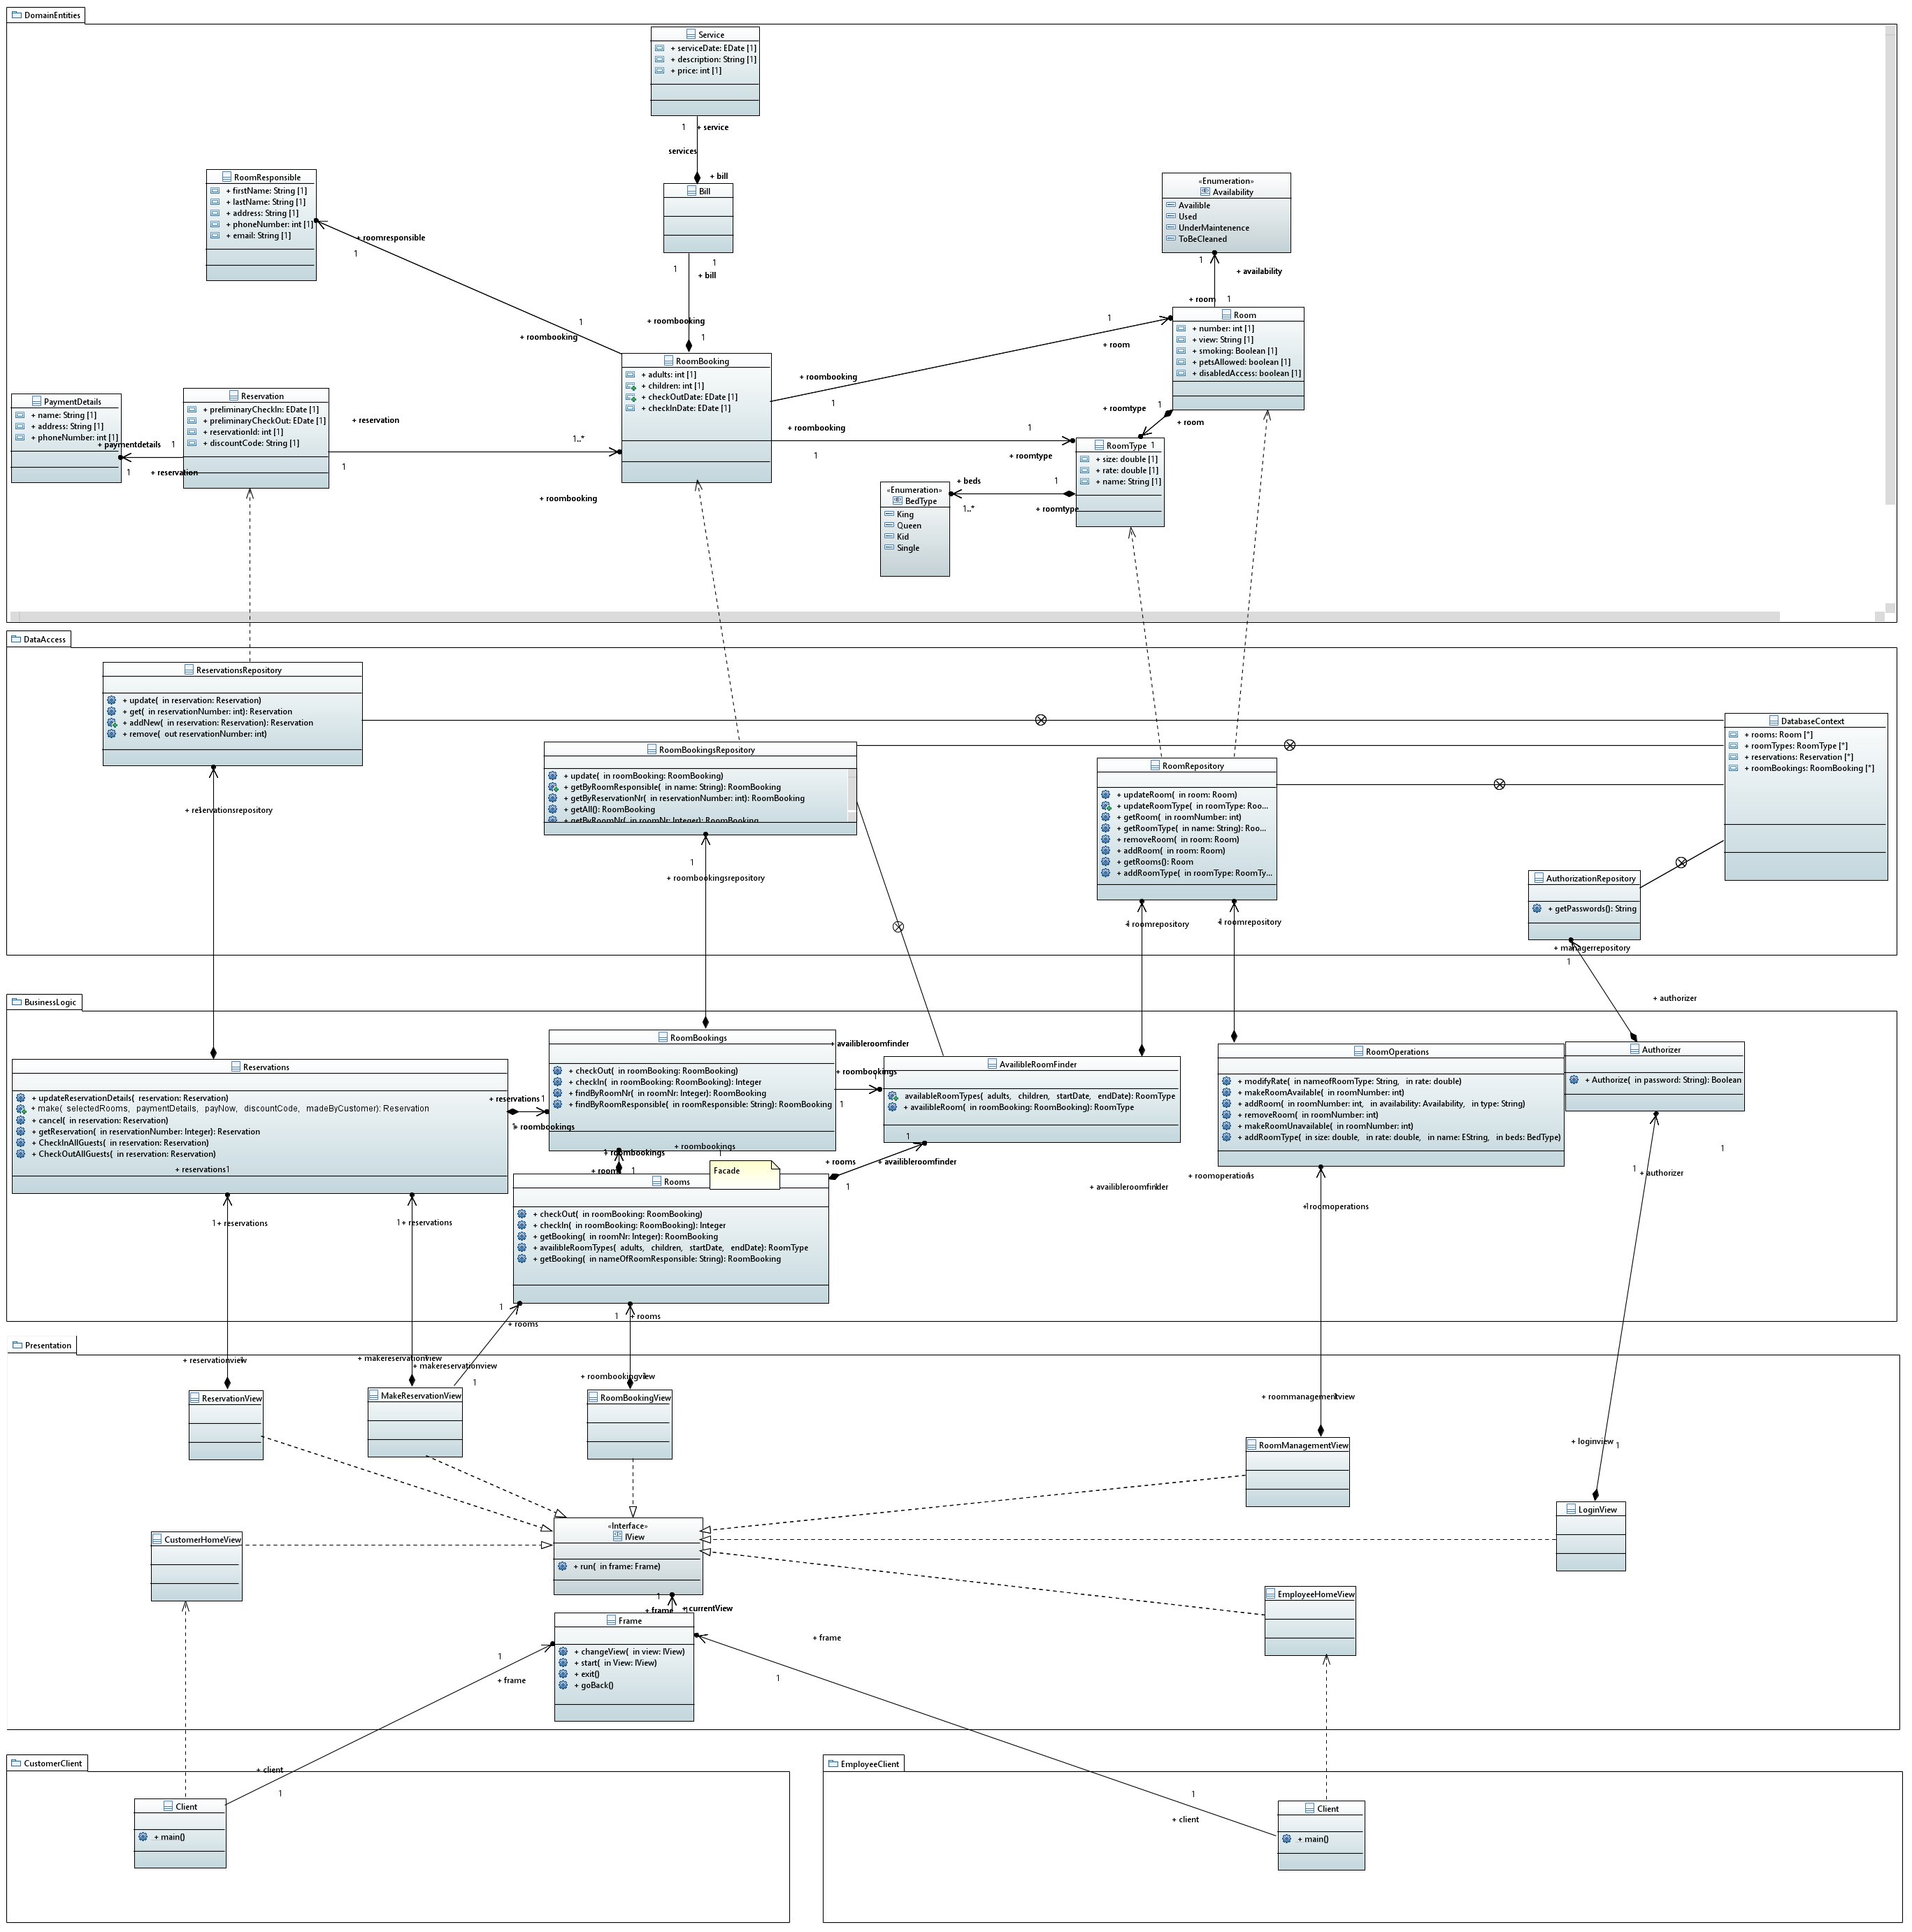 DomainEntities
Service
+ serviceDate: EDate [1]
+ description: String [1]
+ price: int [1]
1
+ service
services
+ bill
Bill
1
1
+ bill
RoomResponsible
+ firstName: String [1]
+ lastName: String [1]
+ address: String [1]
+ phoneNumber: int [1]
+ email: String [1]
+ roomresponsible
1
1
+ roombooking
+ roombooking
1
«Enumeration»
Availability
Availible
Used
UnderMaintenence
ToBeCleaned
1
+ availability
+ room
1
Room
+ number: int [1]
+ view: String [1]
+ smoking: Boolean [1]
+ petsAllowed: boolean [1]
+ disabledAccess: boolean [1]
1
+ room
+ roombooking
1
RoomBooking
+ adults: int [1]
+ children: int [1]
+ checkOutDate: EDate [1]
+ checkInDate: EDate [1]
PaymentDetails
+ name: String [1]
+ address: String [1]
+ phoneNumber: int [1]
+ paymentdetails
1
1
+ reservation
Reservation
+ preliminaryCheckIn: EDate [1]
+ preliminaryCheckOut: EDate [1]
+ reservationId: int [1]
+ discountCode: String [1]
+ reservation
1
1..*
+ roombooking
+ roombooking
1
1
+ roomtype
+ roomtype
1
+ room
RoomType
1
+ size: double [1]
+ rate: double [1]
+ name: String [1]
+ beds
1
1..*
+ roomtype
«Enumeration»
BedType
King
Queen
Kid
Single
DataAccess
ReservationsRepository
+ update( in reservation: Reservation)
+ get( in reservationNumber: int): Reservation
+ addNew( in reservation: Reservation): Reservation
+ remove( out reservationNumber: int)
+ reservationsrepository
RoomBookingsRepository
+ update( in roomBooking: RoomBooking)
+ getByRoomResponsible( in name: String): RoomBooking
+ getByReservationNr( in reservationNumber: int): RoomBooking
+ getAll(): RoomBooking
+ getByRoomNr( in roomNr: Integer): RoomBooking
1
+ roombookingsrepository
RoomRepository
+ updateRoom( in room: Room)
+ updateRoomType( in roomType: Roo...
+ getRoom( in roomNumber: int)
+ getRoomType( in name: String): Roo...
+ removeRoom( in room: Room)
+ addRoom( in room: Room)
+ getRooms(): Room
+ addRoomType( in roomType: RoomTy...
+ roomrepository
+ roomrepository
DatabaseContext
+ rooms: Room [*]
+ roomTypes: RoomType [*]
+ reservations: Reservation [*]
+ roomBookings: RoomBooking [*]
AuthorizationRepository
+ getPasswords(): String
+ managerrepository
1
+ authorizer
BusinessLogic
Reservations
+ updateReservationDetails( reservation: Reservation)
+ make( selectedRooms, paymentDetails, payNow, discountCode, madeByCustomer): Reservation
+ cancel( in reservation: Reservation)
+ getReservation( in reservationNumber: Integer): Reservation
+ CheckInAllGuests( in reservation: Reservation)
+ CheckOutAllGuests( in reservation: Reservation)
+ reservations1
+ reservations
1
+ roombookings
RoomBookings
+ checkOut( in roomBooking: RoomBooking)
+ checkIn( in roomBooking: RoomBooking): Integer
+ findByRoomNr( in roomNr: Integer): RoomBooking
+ findByRoomResponsible( in roomResponsible: String): RoomBooking
+ roombookings
+ availibleroomfinder
+ roombookings
1
AvailibleRoomFinder
+ availableRoomTypes( adults, children, startDate, endDate): RoomType
+ availibleRoom( in roomBooking: RoomBooking): RoomType
1
+ rooms
+ availibleroomfinder
1
+ availibleroomfinder
RoomOperations
+ modifyRate( in nameofRoomType: String, in rate: double)
+ makeRoomAvailable( in roomNumber: int)
+ addRoom( in roomNumber: int, in availability: Availability, in type: String)
+ removeRoom( in roomNumber: int)
+ makeRoomUnavailable( in roomNumber: int)
+ addRoomType( in size: double, in rate: double, in name: EString, in beds: BedType)
+ roomoperations
+ roomoperations
Authorizer
+ Authorize( in password: String): Boolean
1
1
+ authorizer
+ roombookings
+ rooms
1
Facade
Rooms
+ checkOut( in roomBooking: RoomBooking)
+ checkIn( in roomBooking: RoomBooking): Integer
+ getBooking( in roomNr: Integer): RoomBooking
+ availibleRoomTypes( adults, children, startDate, endDate): RoomType
+ getBooking( in nameOfRoomResponsible: String): RoomBooking
1 + reservations
1 + reservations
1
+ rooms
1
+ rooms
Presentation
+ reservationview
+ makereservationview
+ makereservationview
1
+ roombookingview
+ roommanagementview
+ loginview
1
ReservationView
MakeReservationView
RoomBookingView
RoomManagementView
LoginView
CustomerHomeView
«Interface»
IView
+ run( in frame: Frame)
1
+ frame
+ currentView
EmployeeHomeView
Frame
+ changeView( in view: IView)
+ start( in View: IView)
+ exit()
+ goBack()
1
+ frame
+ frame
1
CustomerClient
+ client
1
Client
+ main()
EmployeeClient
1
+ client
Client
+ main()